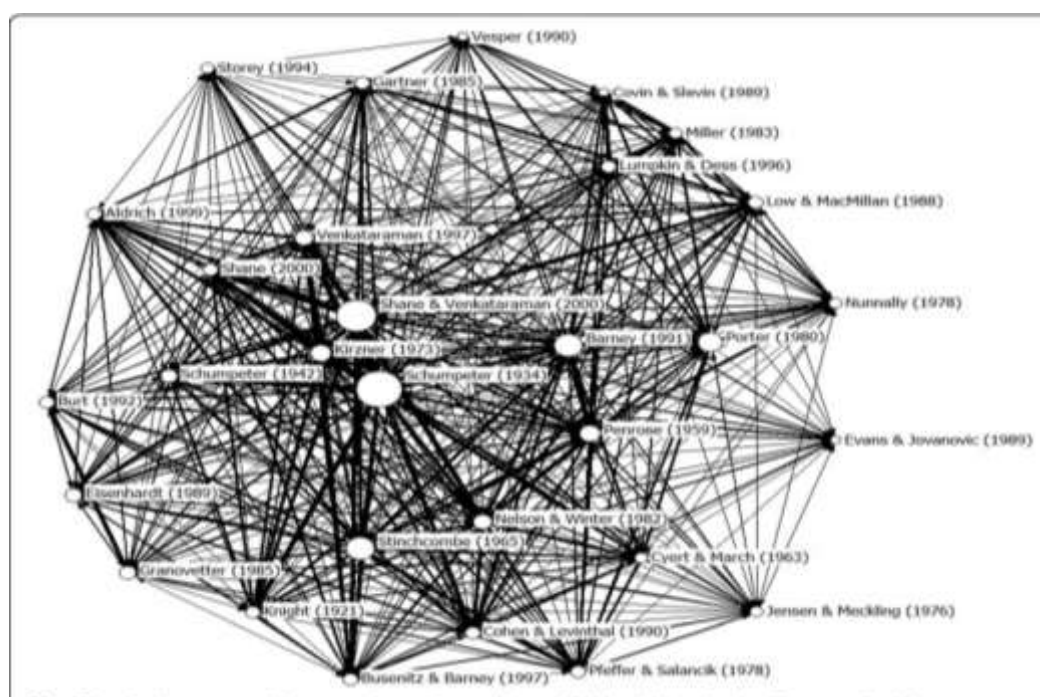 Vesper (1990)
Storey (1994)
Gartner (1985)
Covin & Slevin (1989)
Miller (1983)
Lumpkin & Dess (1996)
Low & MacMillan (1988)
Aldrich (1999)
Venkataraman (1997)
Shane (2000)
Shane & Venkataraman (2000)
Nunnally (1978)
Barney (1991)
Porter (1980)
Kirzner (1973)
Schumpeter (1942)
Schumpeter (1934)
Burt (1992)
Penrose (1959)
Evans & Jovanovic (1989)
Eisenhardt (1989)
Nelson & Winter (1982)
Stinchcombe (1965)
Cyert & March (1963)
Granovetter (1985)
Knight (1921)
Jensen & Meckling (1976)
Cohen & Levinthal (1990)
Pfeffer & Salancik (1978)
Busenitz & Barney (1997)